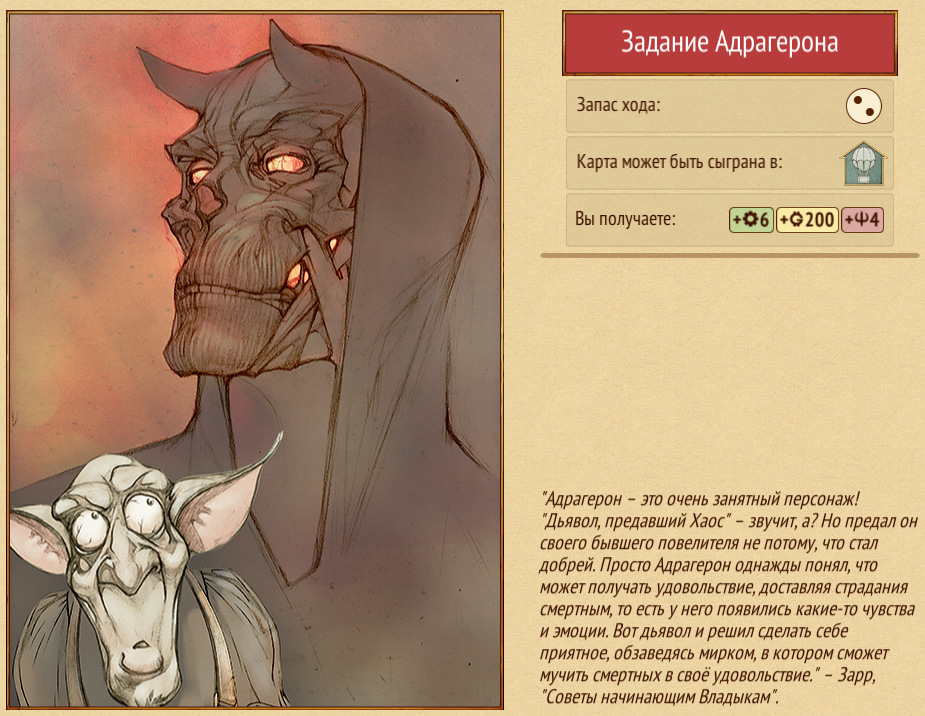 Задание Адрагерона
Запас хода:
Карта может быть сыграна в:
Вы получаете: +6 +200 +4
"Адрагерон – это очень занятный персонаж!
"Дьявол, предавший Хаос" – звучит, а? Но предал он
своего бывшего повелителя не потому, что стал
добрей. Просто Адрагерон однажды понял, что
может получать удовольствие, доставляя страдания
смертным, то есть у него появились какие-то чувства
и эмоции. Вот дьявол и решил сделать себе
приятное, обзаведясь мирком, в котором сможет
мучить смертных в своё удовольствие." – Зарр,
"Советы начинающим Владыкам".